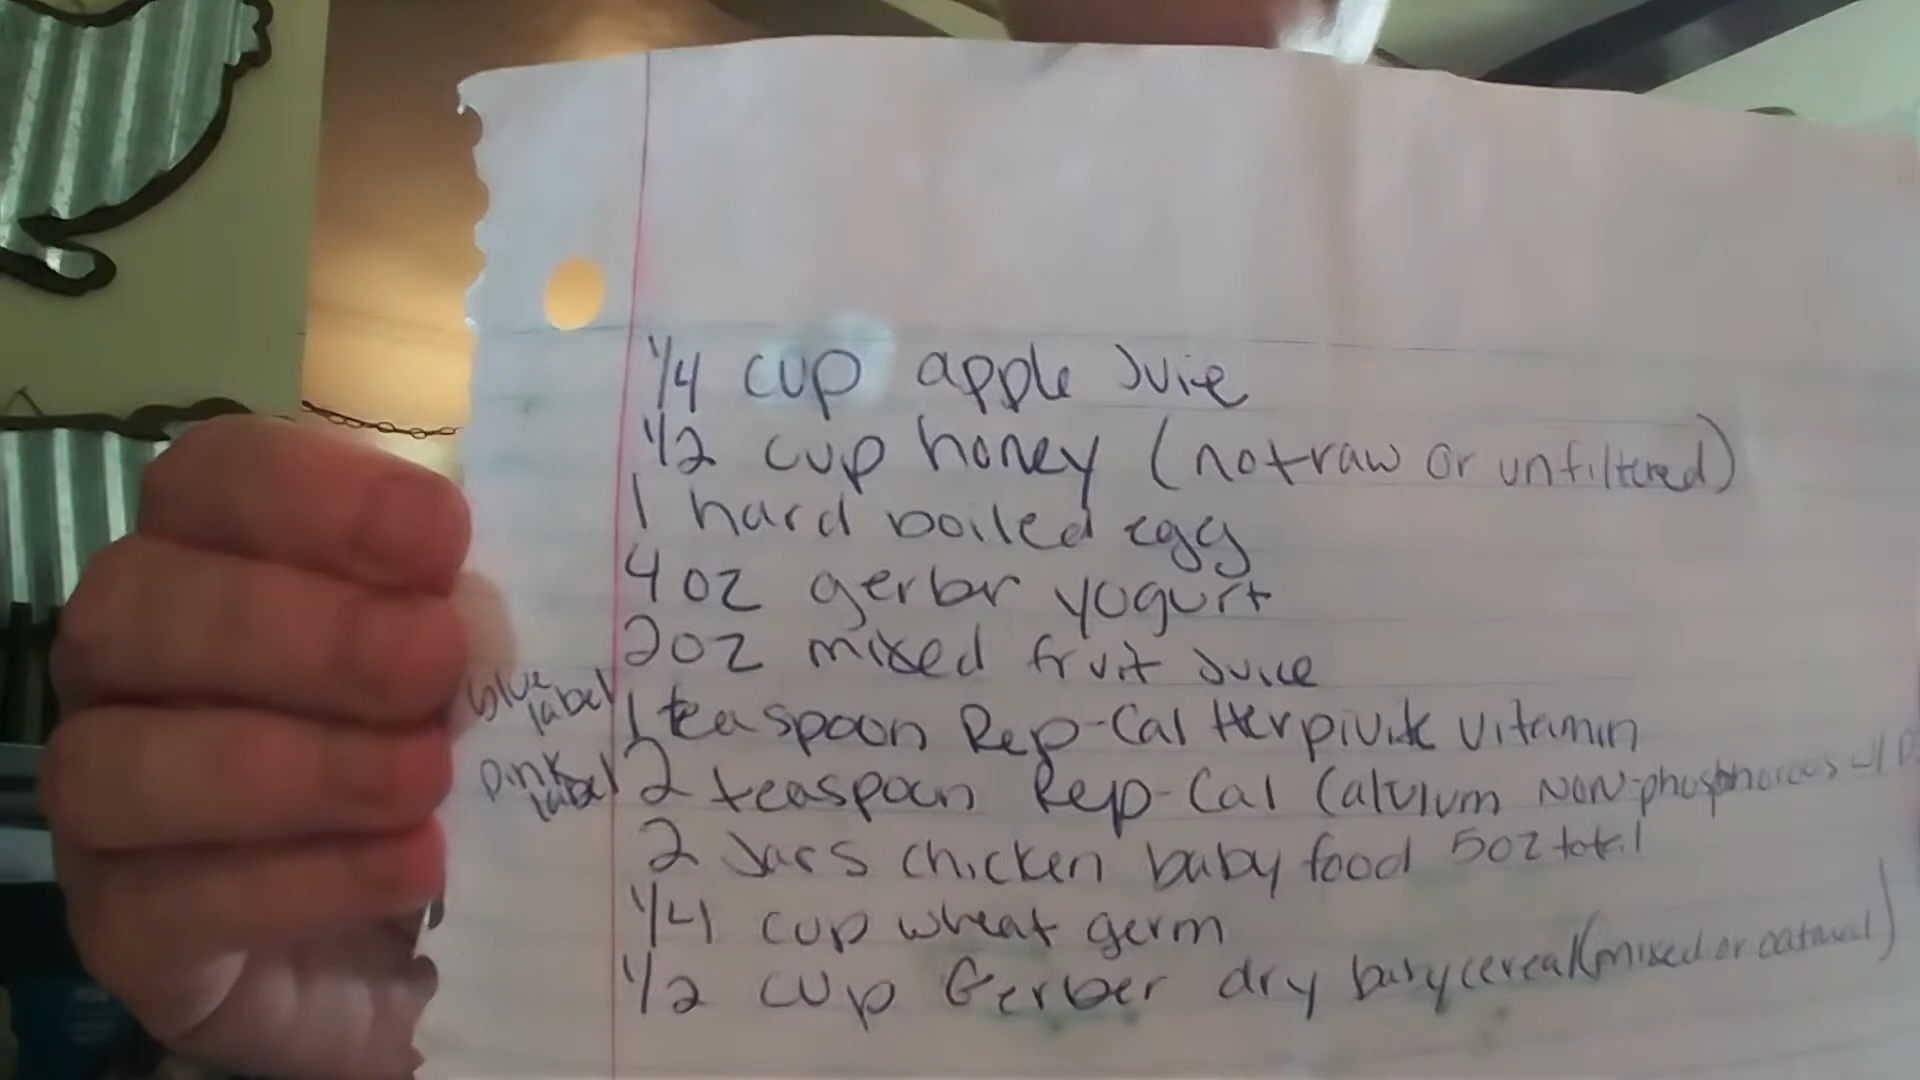 1/4 cup apple Juie
1/2 cup honey (not raw or unfiltered)
1 hard boiled egg
4 oz gerber yogurt
2oz mixed fruit Juice
blue label 1 teaspoon Rep-Cal Herpivite vitamin
pink label 2 teaspoon Rep-Cal Calcium NON-phosphorous w/ D
2 Jars chicken baby food 5oz total
1/4 cup wheat germ
1/2 cup Gerber dry baby cereal (mixed or oatmeal)